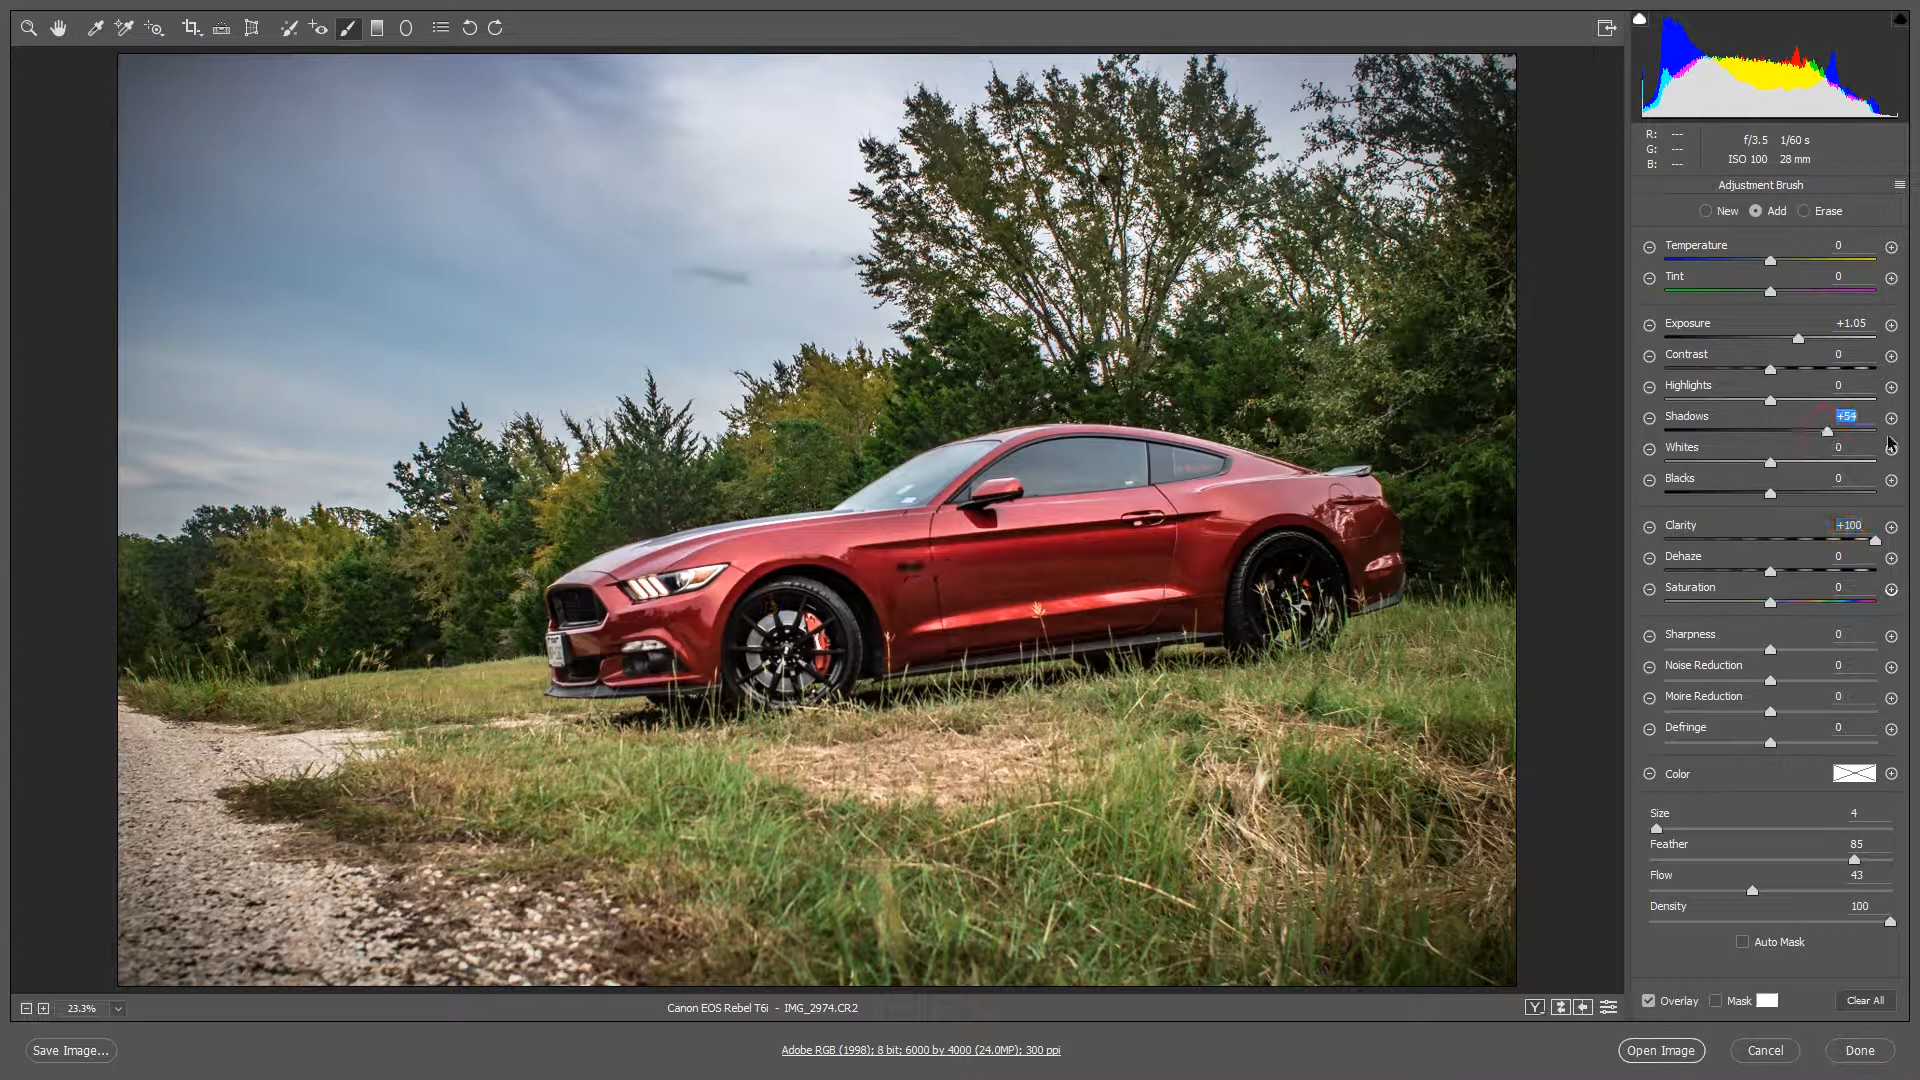 R: ---
G: ---
B: ---
f/3.5 1/60 s
ISO 100 28 mm
Adjustment Brush
New Add Erase
Temperature 0
Tint 0
Exposure +1.05
Contrast 0
Highlights 0
Shadows +54
Whites 0
Blacks 0
Clarity +100
Dehaze 0
Saturation 0
Sharpness 0
Noise Reduction 0
Moire Reduction 0
Defringe 0
Color
Size 4
Feather 85
Flow 43
Density 100
Auto Mask
23.3%
Canon EOS Rebel T6i - IMG_2974.CR2
Y
Overlay Mask Clear All
Save Image...
Adobe RGB (1998); 8 bit; 6000 by 4000 (24.0MP); 300 ppi
Open Image Cancel Done